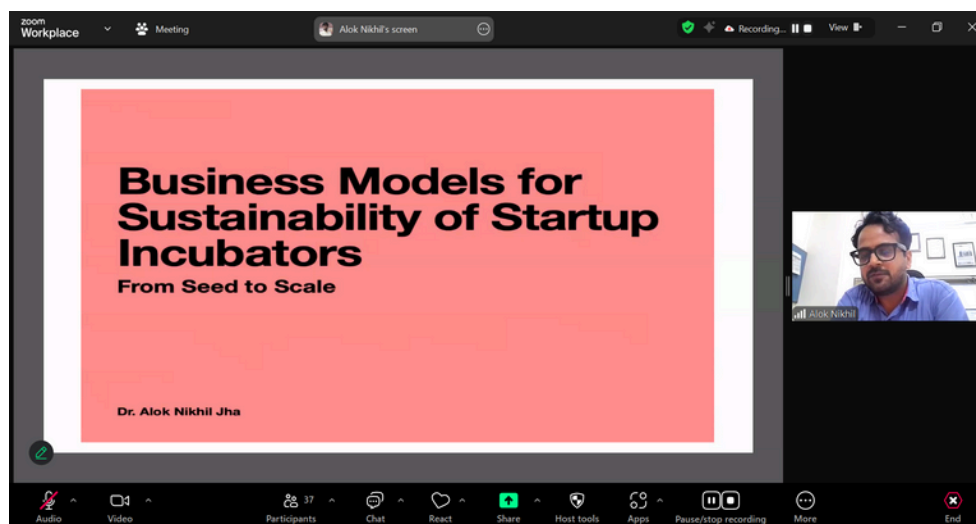 zoom
Workplace
Meeting
Alok Nikhil's screen
Recording...
View
Business Models for
Sustainability of Startup
Incubators
From Seed to Scale
Dr. Alok Nikhil Jha
Alok Nikhil
Audio
Video
37
Participants
Chat
React
Share
Host tools
Apps
Pause/stop recording
More
End